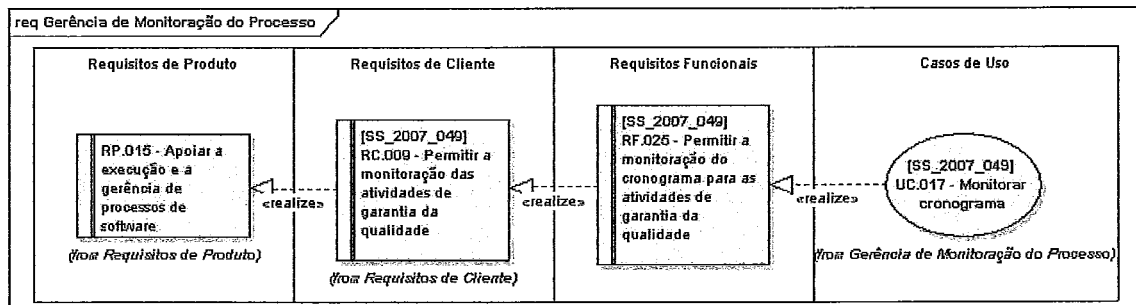 req Gerência de Monitoração do Processo
Requisitos de Produto
Requisitos de Cliente
Requisitos Funcionais
Casos de Uso
RP.015 - Apoiar a
execução e a
gerência de
processos de
software
(from Requisitos de Produto)
«realize»
[SS_2007_049]
RC.009 - Permitir a
monitoração das
atividades de
garantia da
qualidade
(from Requisitos de Cliente)
«realize»
[SS_2007_049]
RF.025 - Permitir a
monitoração do
cronograma para as
atividades de
garantia da
qualidade
«realize»
[SS_2007_049]
UC.017 - Monitorar
cronograma
(from Gerência de Monitoração do Processo)